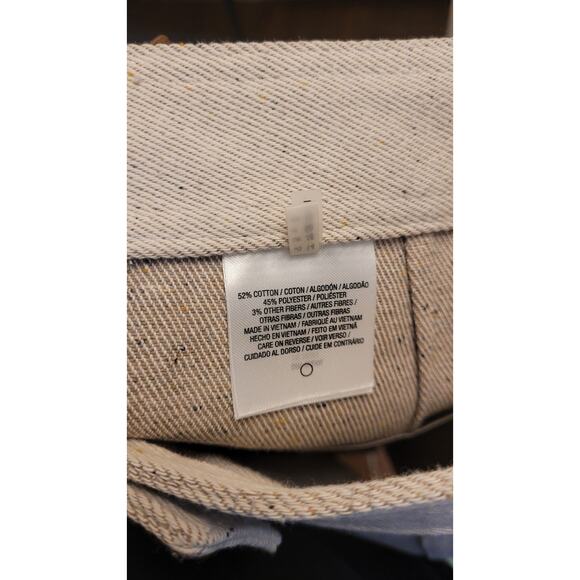 52% COTTON / COTON / ALGODÓN / ALGODÃO
45% POLYESTER / POLIÉSTER
3% OTHER FIBERS / AUTRES FIBRES /
OTRAS FIBRAS / OUTRAS FIBRAS
MADE IN VIETNAM / FABRIQUÉ AU VIETNAM
HECHO EN VIETNAM / FEITO EM VIETNÃ
CARE ON REVERSE / VOIR VERSO /
CUIDADO AL DORSO / CUIDE EM CONTRÁRIO